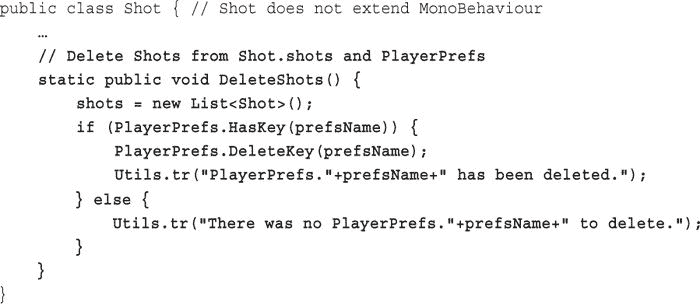 public class Shot { // Shot does not extend MonoBehaviour
    …
    // Delete Shots from Shot.shots and PlayerPrefs
    static public void DeleteShots() {
        shots = new List<Shot>();
        if (PlayerPrefs.HasKey(prefsName)) {
            PlayerPrefs.DeleteKey(prefsName);
            Utils.tr("PlayerPrefs."+prefsName+" has been deleted.");
        } else {
            Utils.tr("There was no PlayerPrefs."+prefsName+" to delete.");
        }
    }
}